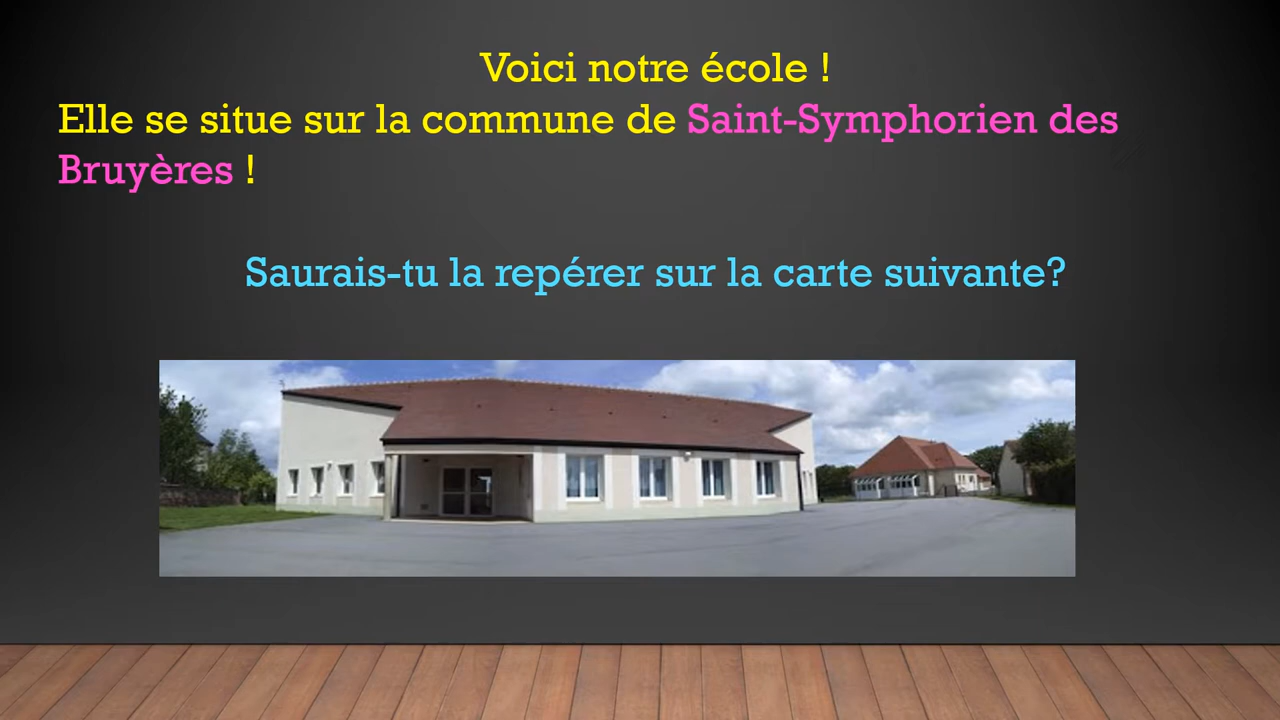 Voici notre école !
Elle se situe sur la commune de Saint-Symphorien des
Bruyères !
Saurais-tu la repérer sur la carte suivante?